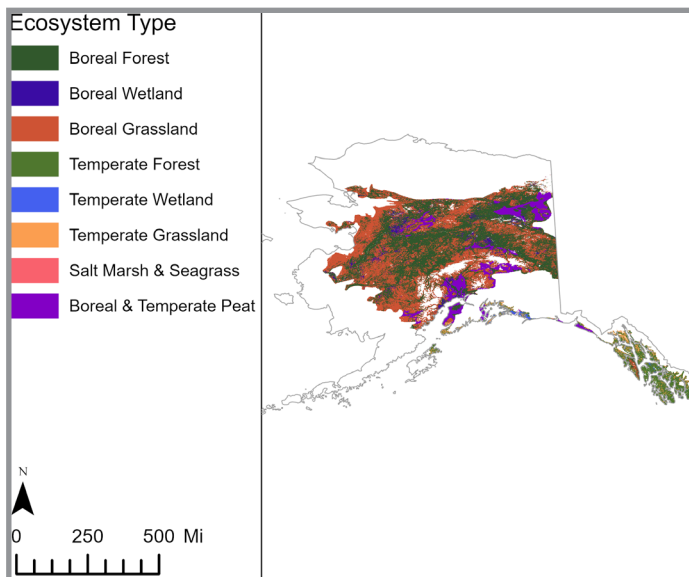 Ecosystem Type
Boreal Forest
Boreal Wetland
Boreal Grassland
Temperate Forest
Temperate Wetland
Temperate Grassland
Salt Marsh & Seagrass
Boreal & Temperate Peat
N
0 250 500 Mi